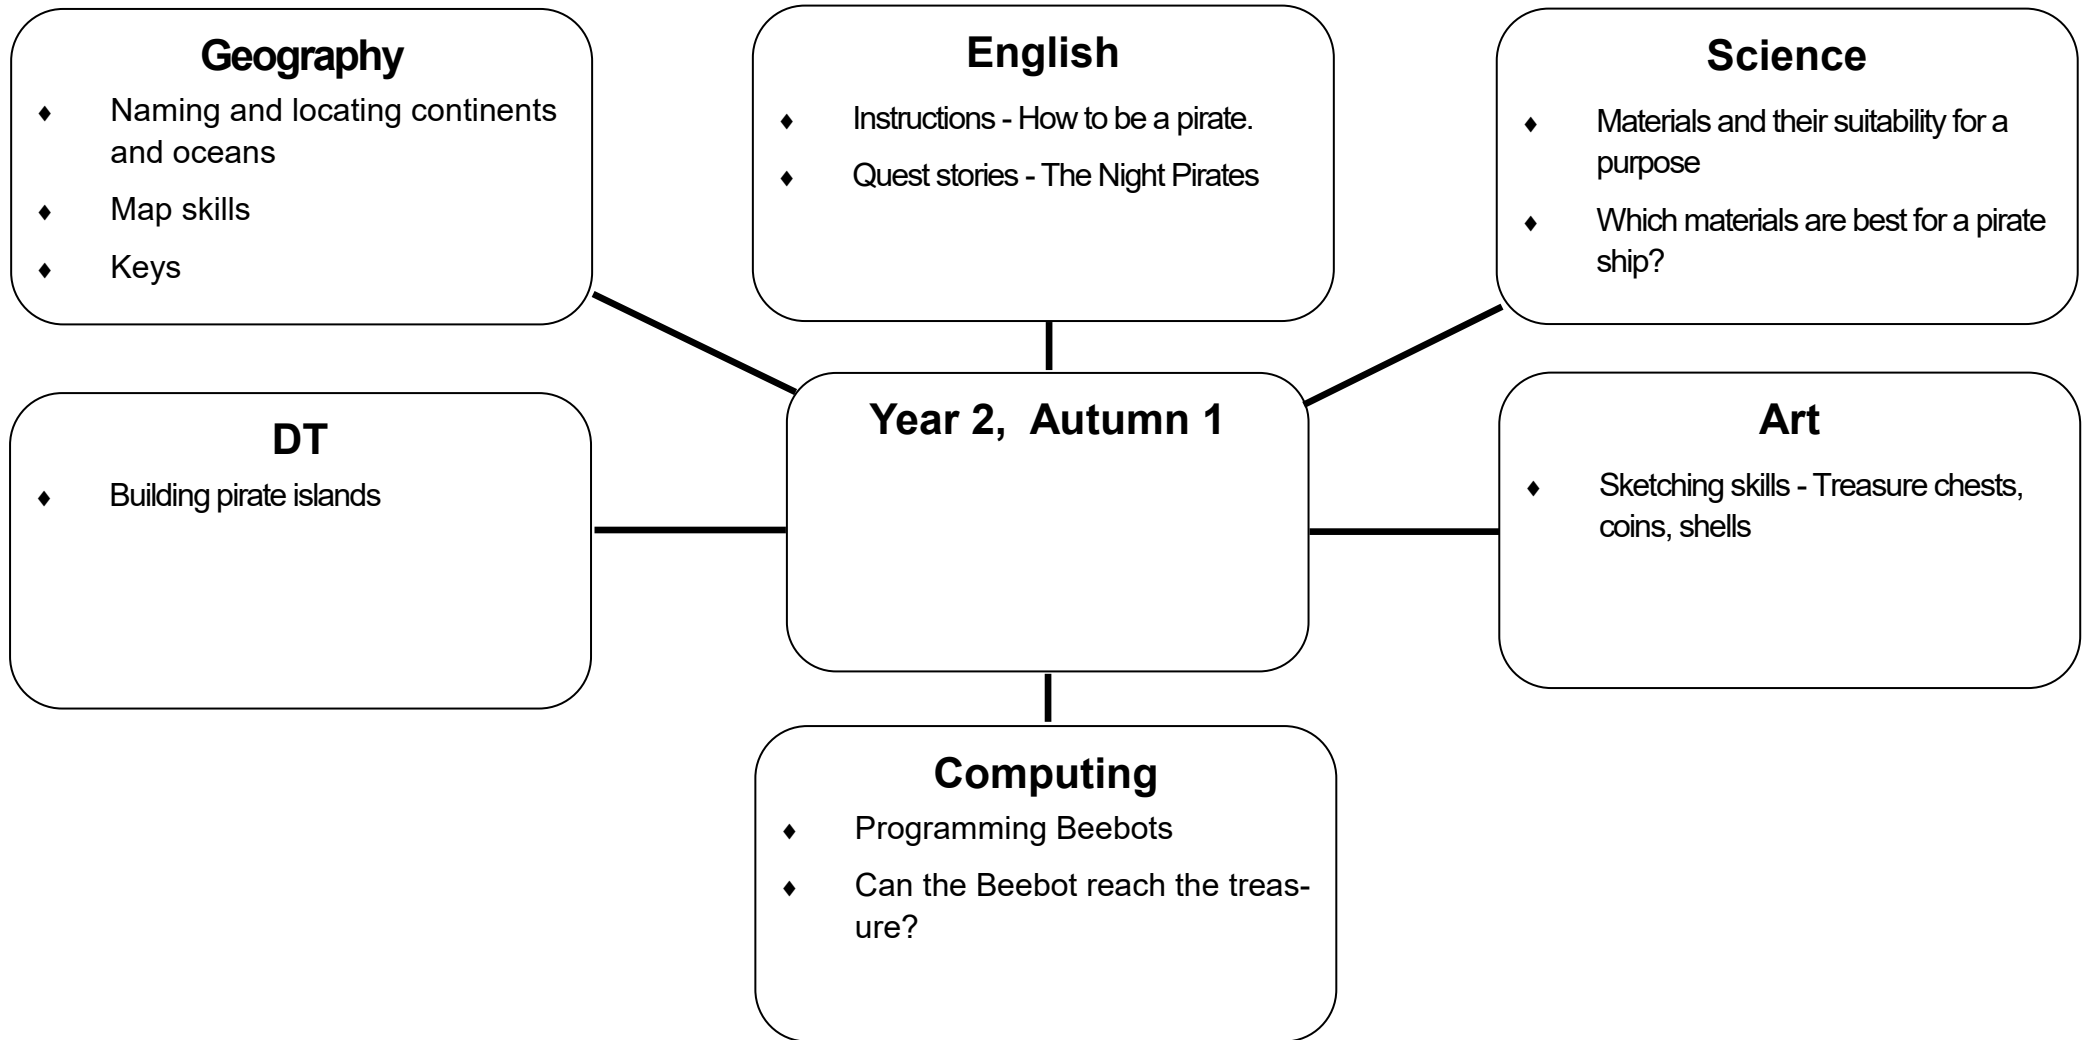 Geography
♦ Naming and locating continents
and oceans
♦ Map skills
♦ Keys
English
♦ Instructions - How to be a pirate.
♦ Quest stories - The Night Pirates
Science
♦ Materials and their suitability for a
purpose
♦ Which materials are best for a pirate
ship?
DT
♦ Building pirate islands
Year 2, Autumn 1
Art
♦ Sketching skills - Treasure chests,
coins, shells
Computing
♦ Programming Beebots
♦ Can the Beebot reach the treas-
ure?